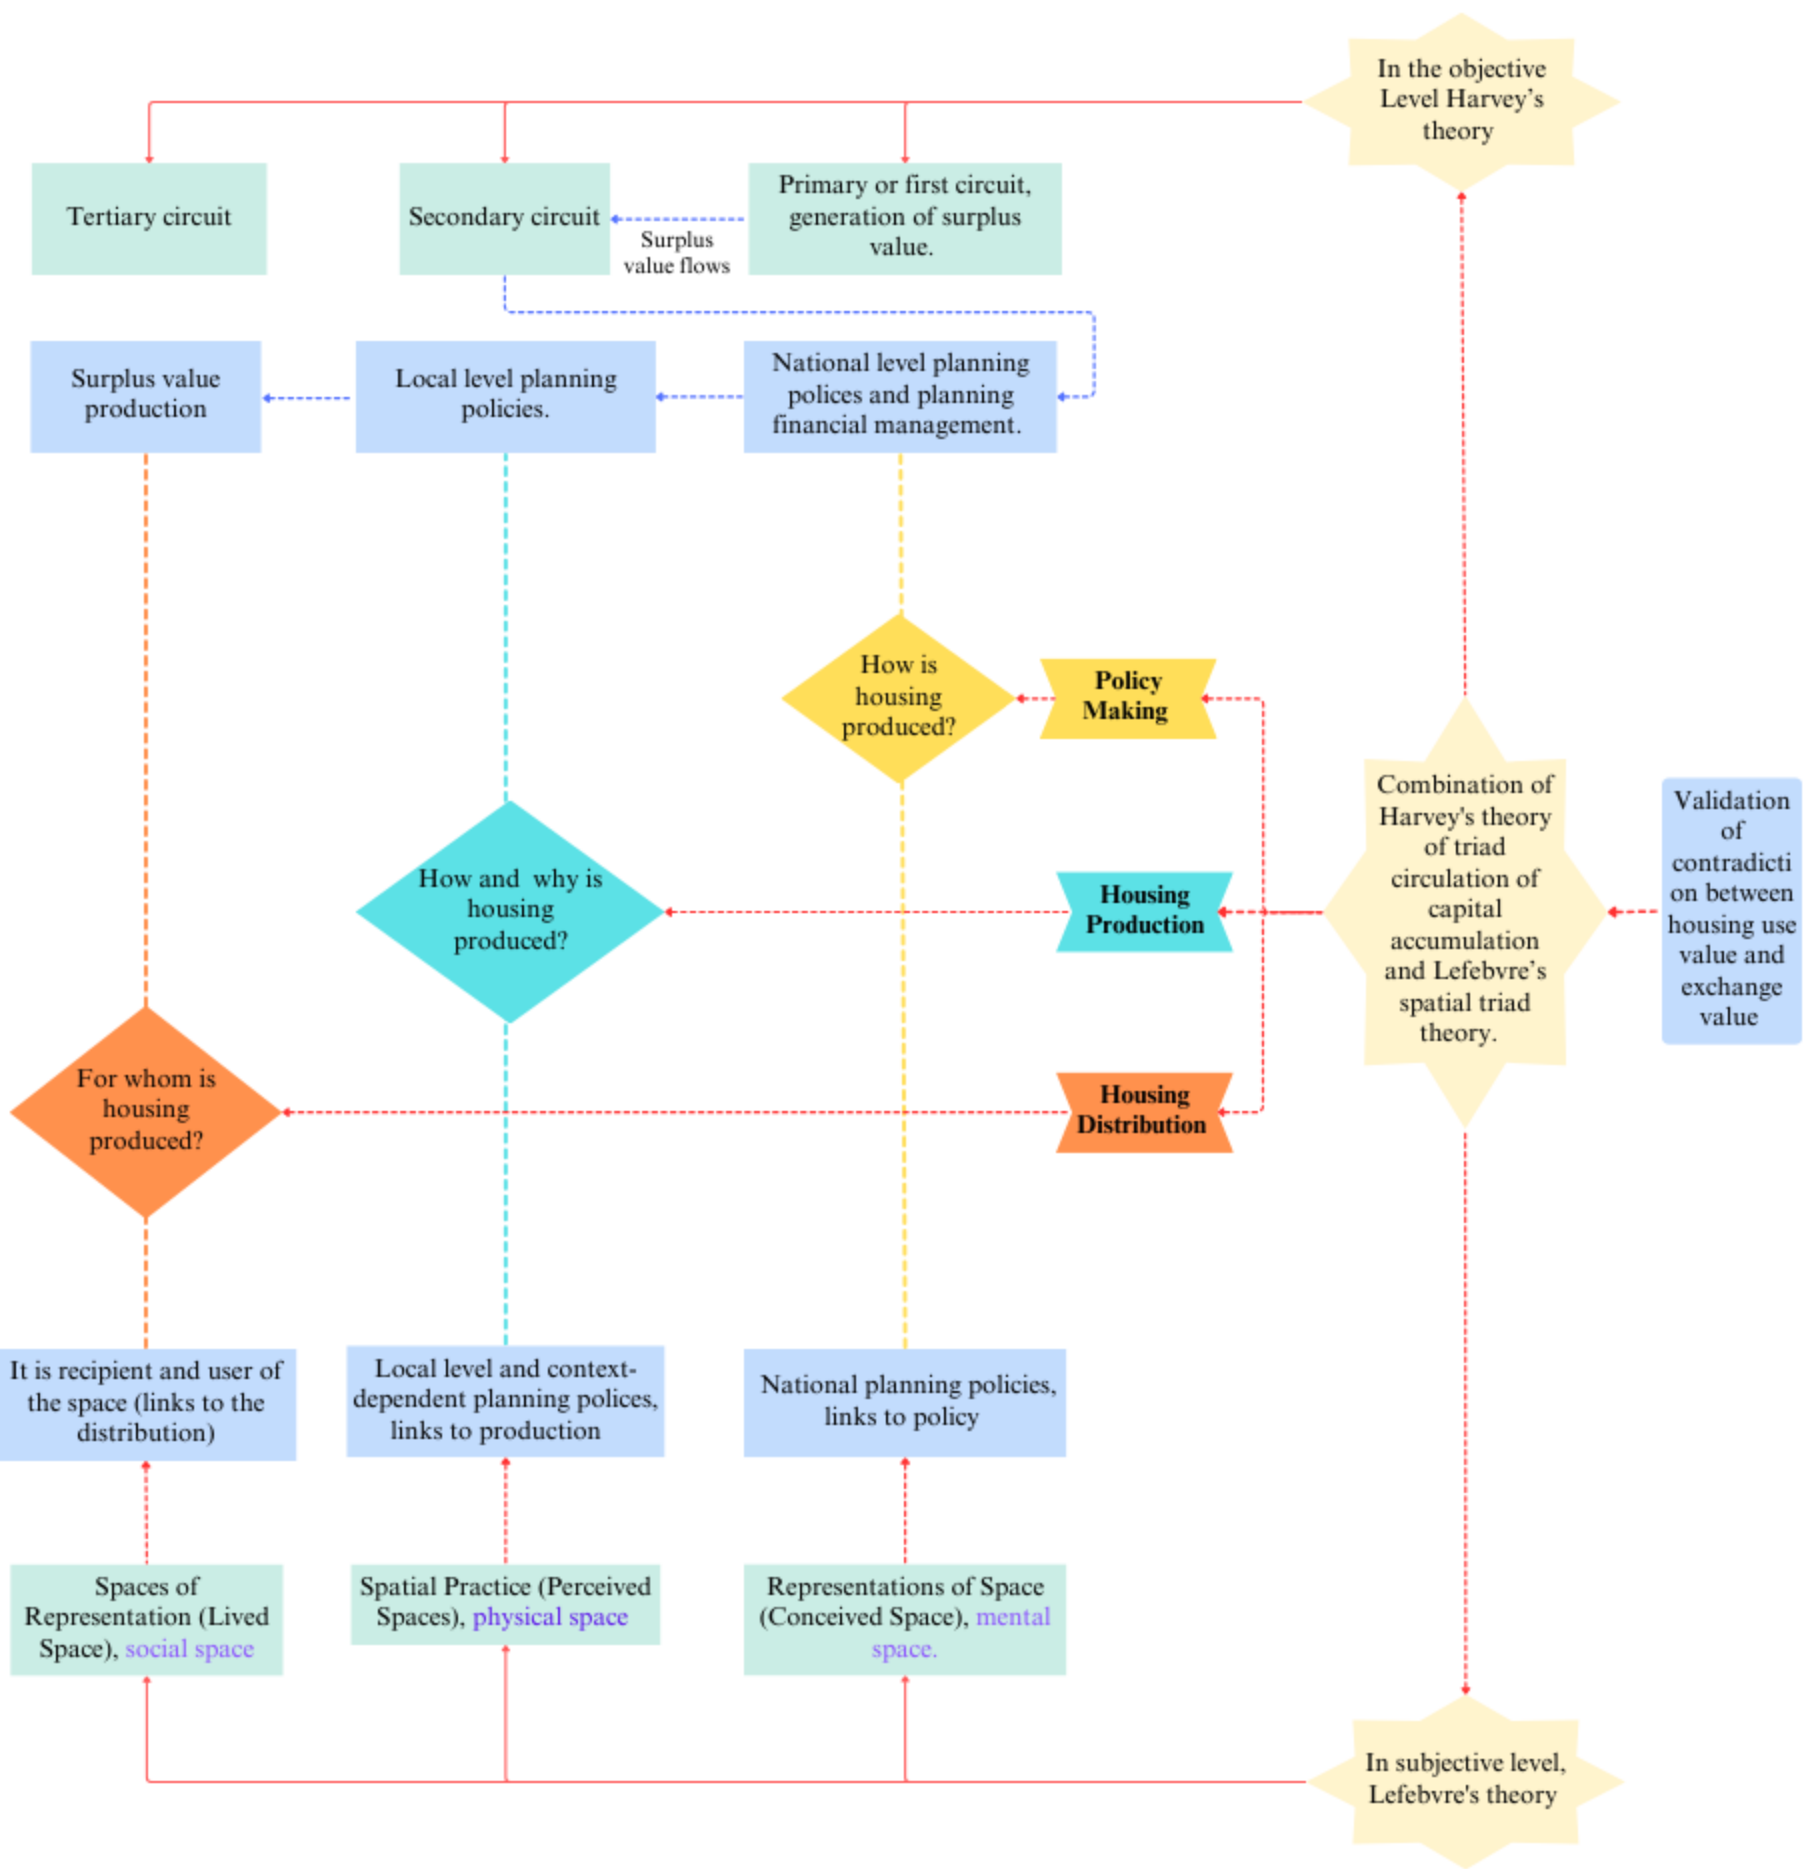 In the objective
Level Harvey's
theory
Tertiary circuit
Secondary circuit
Primary or first circuit,
generation of surplus
value.
Surplus
value flows
Surplus value
production
Local level planning
policies.
National level planning
polices and planning
financial management.
How is
housing
produced?
Policy
Making
How and why is
housing
produced?
Housing
Production
Combination of
Harvey's theory
of triad
circulation of
capital
accumulation
and Lefebvre's
spatial triad
theory.
Validation
of
contradicti
on between
housing use
value and
exchange
value
For whom is
housing
produced?
Housing
Distribution
It is recipient and user of
the space (links to the
distribution)
Local level and context-
dependent planning polices,
links to production
National planning policies,
links to policy
Spaces of
Representation (Lived
Space), social space
Spatial Practice (Perceived
Spaces), physical space
Representations of Space
(Conceived Space), mental
space.
In subjective level,
Lefebvre's theory